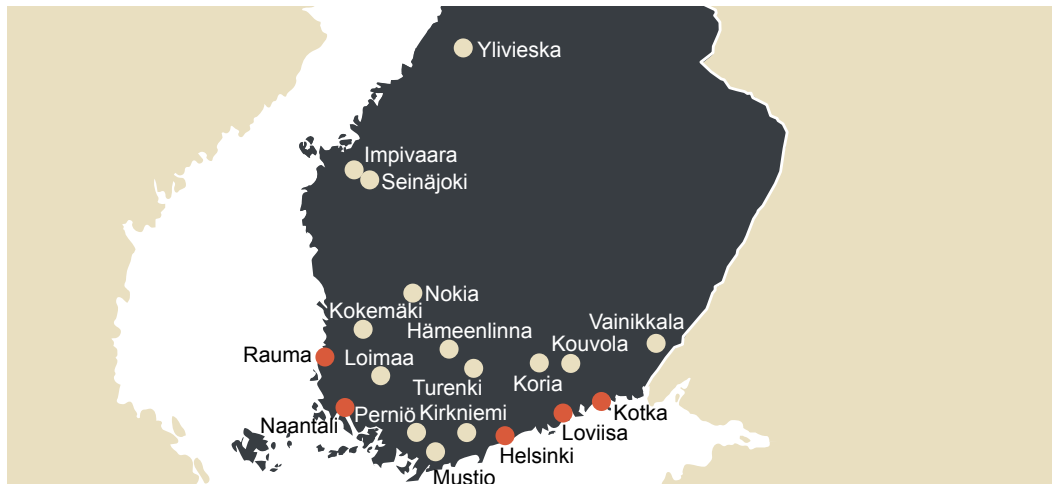 Ylivieska
Impivaara
Seinäjoki
Nokia
Kokemäki
Hämeenlinna
Vainikkala
Kouvola
Rauma
Loimaa
Turenki
Koria
Perniö
Kirkniemi
Kotka
Naantali
Loviisa
Helsinki
Mustio